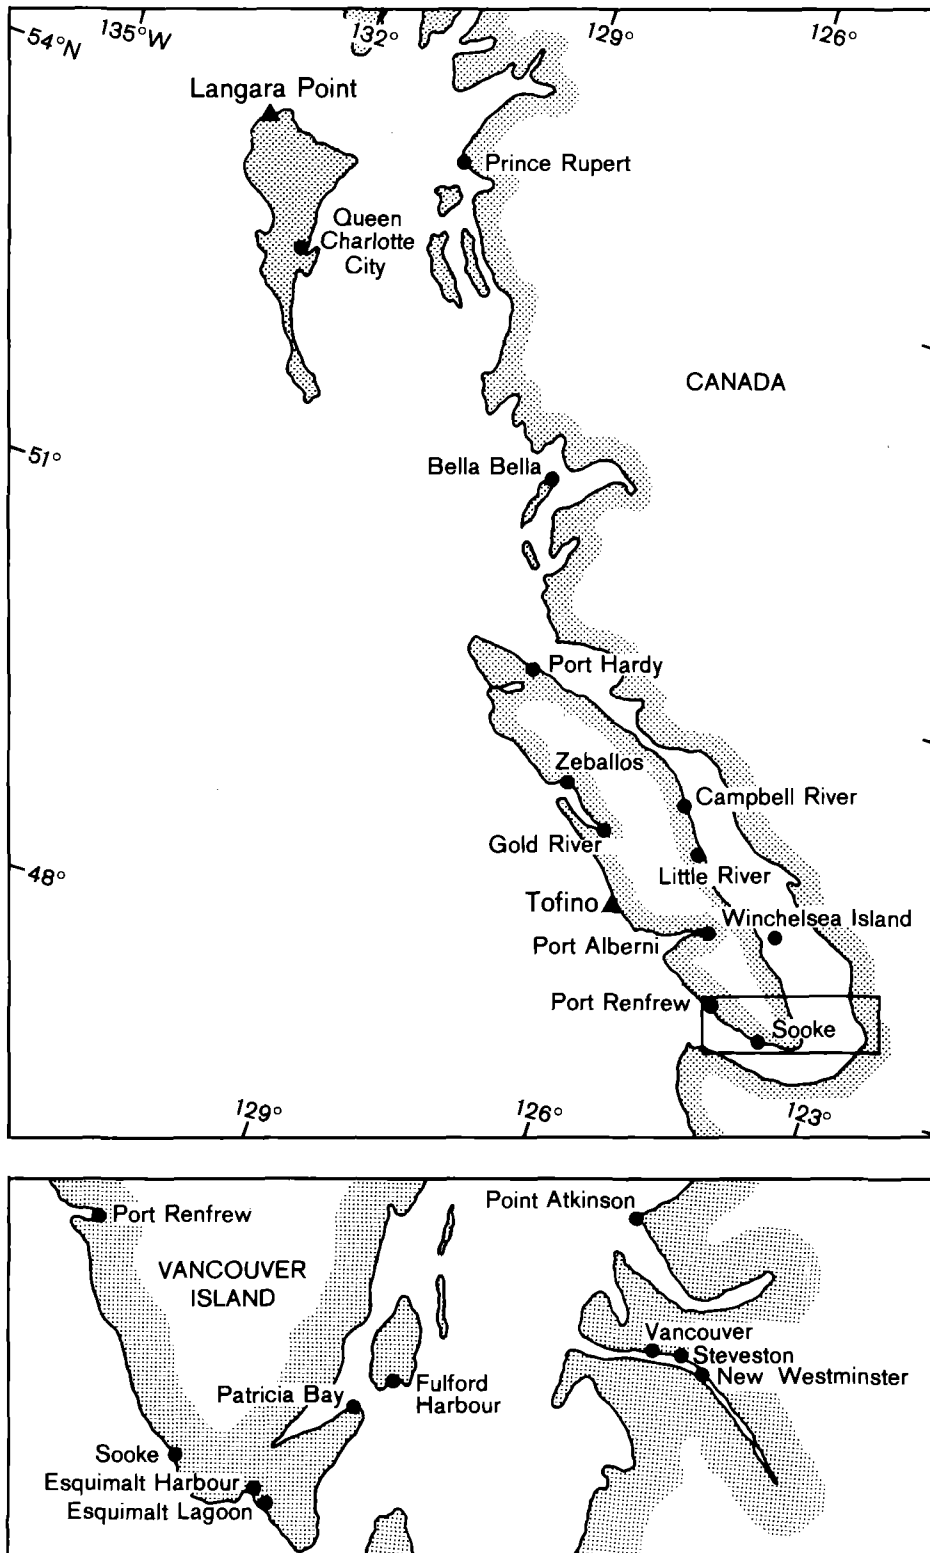 54°N
135°W
132°
129°
126°
Langara Point
Prince Rupert
Queen
Charlotte
City
CANADA
51°
Bella Bella
Port Hardy
Zeballos
Campbell River
Gold River
48°
Little River
Tofino
Winchelsea Island
Port Alberni
Port Renfrew
Sooke
129°
126°
123°
Point Atkinson
Port Renfrew
VANCOUVER
ISLAND
Vancouver
Steveston
New Westminster
Patricia Bay
Fulford
Harbour
Sooke
Esquimalt Harbour
Esquimalt Lagoon